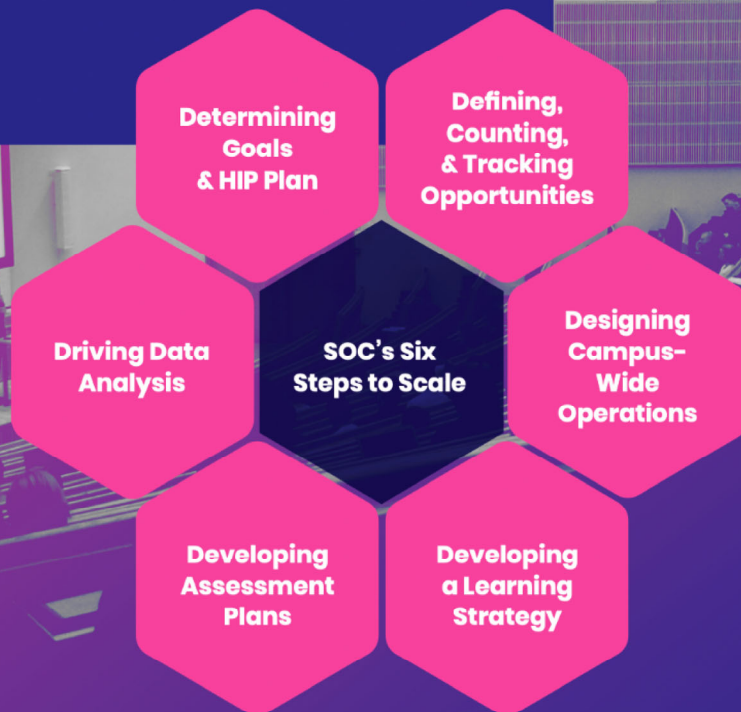 Determining
Goals
& HIP Plan
Defining,
Counting,
& Tracking
Opportunities
Driving Data
Analysis
SOC's Six
Steps to Scale
Designing
Campus-
Wide
Operations
Developing
Assessment
Plans
Developing
a Learning
Strategy